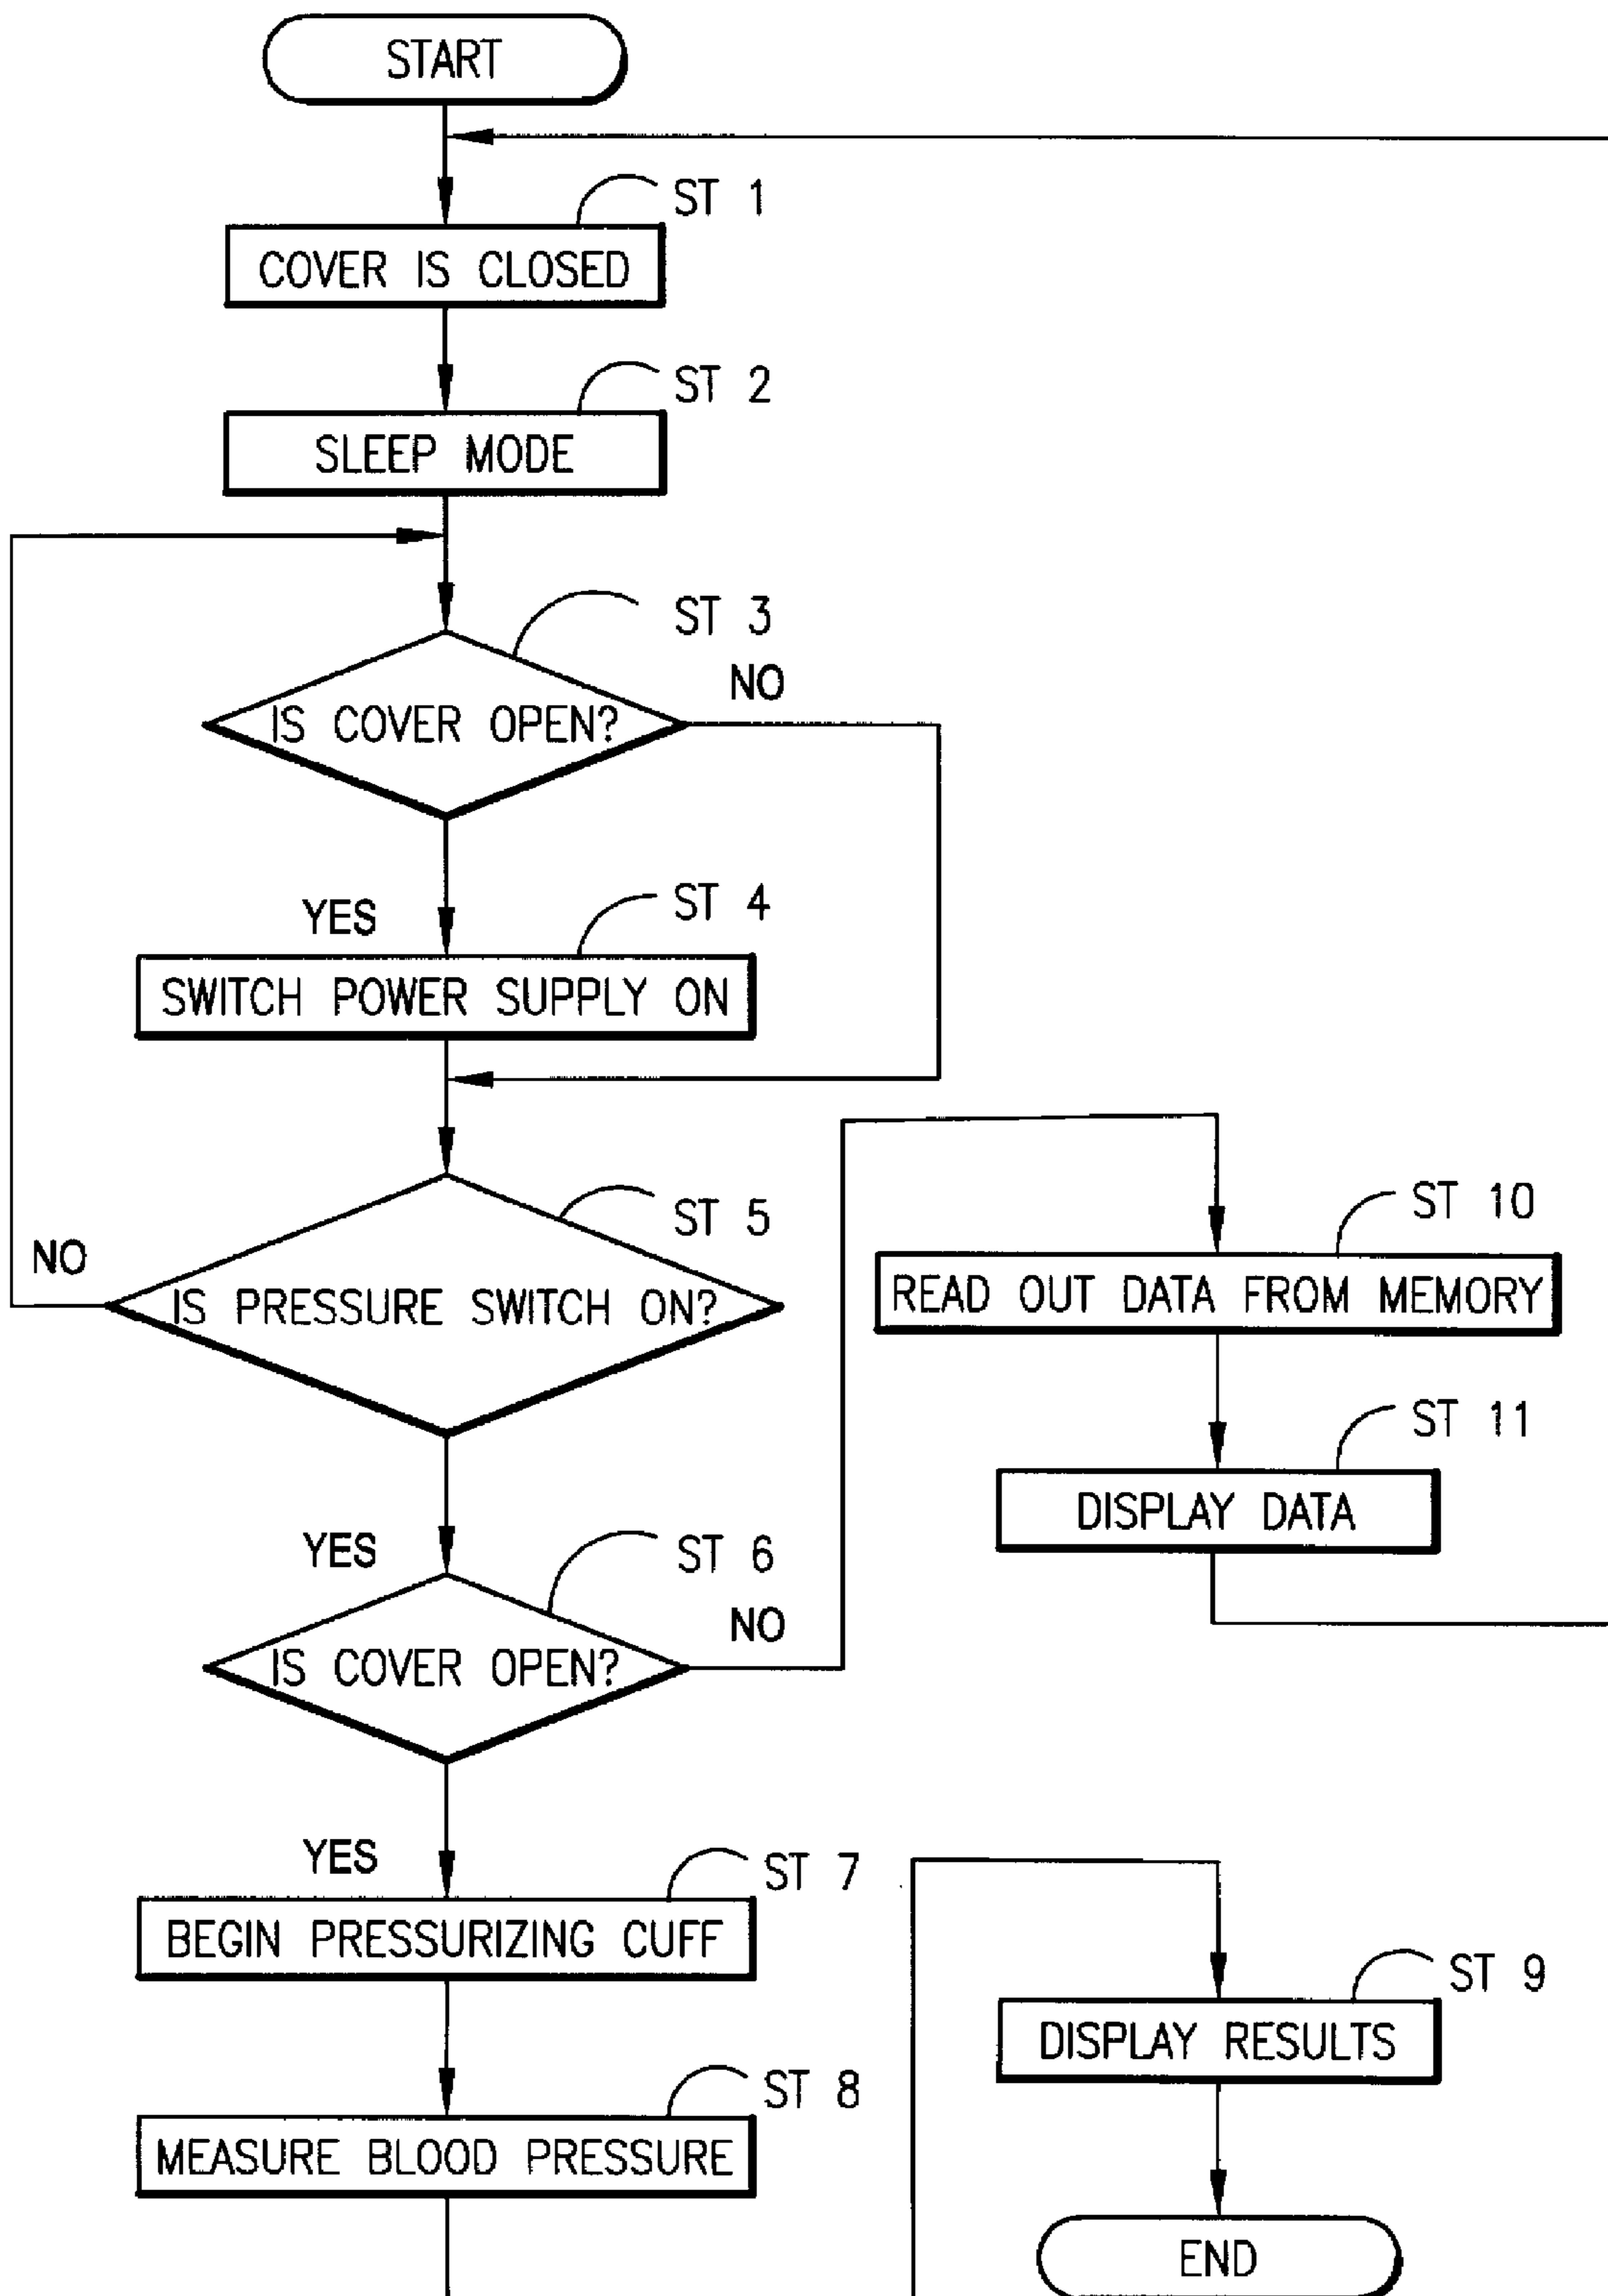 START
ST 1
COVER IS CLOSED
ST 2
SLEEP MODE
ST 3
NO
IS COVER OPEN?
YES
ST 4
SWITCH POWER SUPPLY ON
ST 5
NO
IS PRESSURE SWITCH ON?
YES
ST 6
NO
IS COVER OPEN?
YES
ST 7
BEGIN PRESSURIZING CUFF
ST 8
MEASURE BLOOD PRESSURE
ST 10
READ OUT DATA FROM MEMORY
ST 11
DISPLAY DATA
ST 9
DISPLAY RESULTS
END